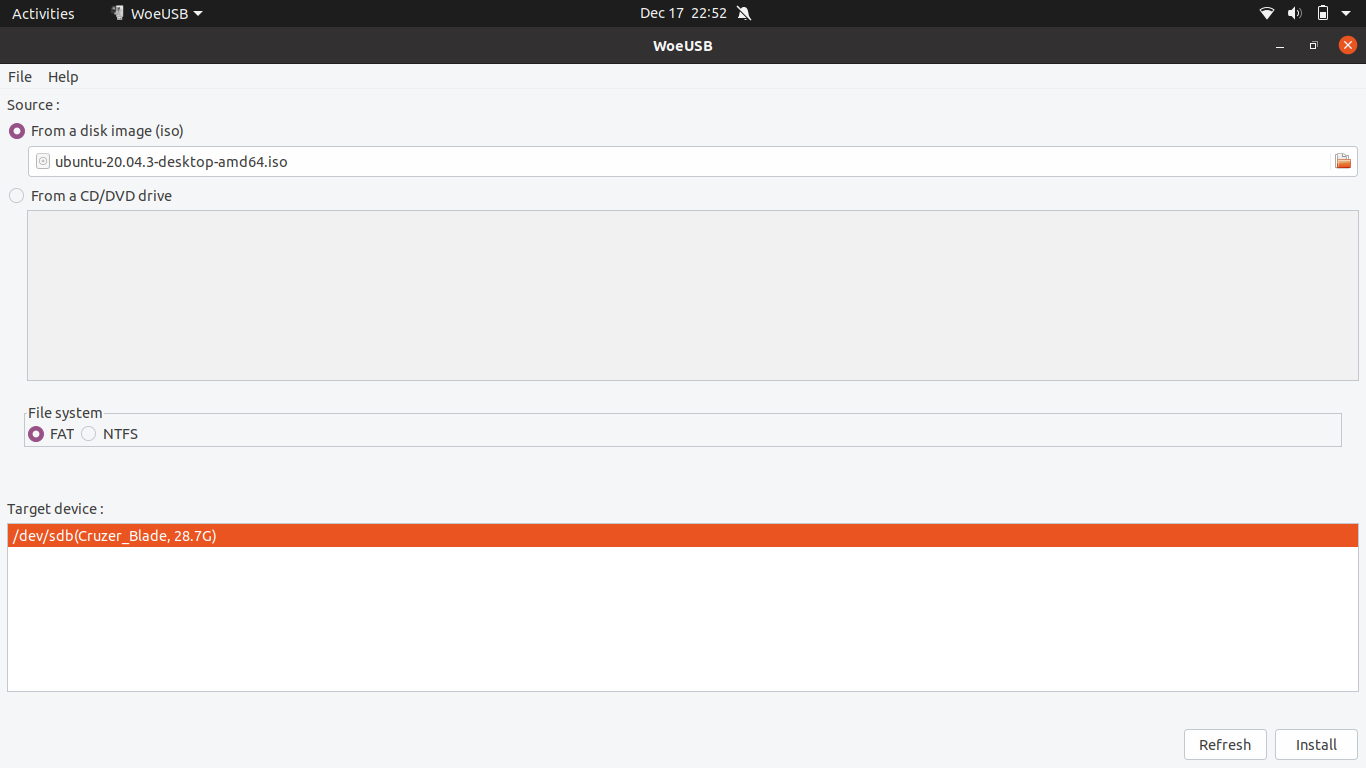 Activities WoeUSB Dec 17 22:52
WoeUSB
File Help
Source :
From a disk image (iso)
ubuntu-20.04.3-desktop-amd64.iso
From a CD/DVD drive
File system
FAT NTFS
Target device :
/dev/sdb(Cruzer_Blade, 28.7G)
Refresh Install